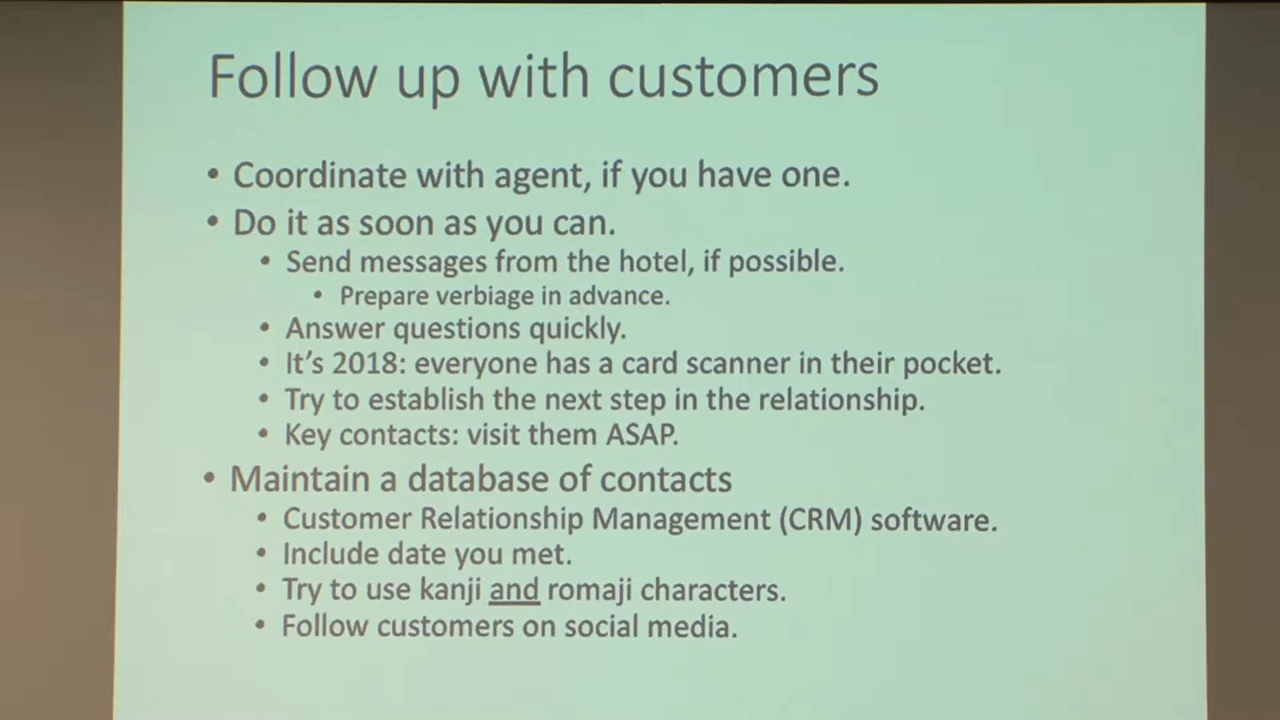 Follow up with customers
• Coordinate with agent, if you have one.
• Do it as soon as you can.
• Send messages from the hotel, if possible.
• Prepare verbiage in advance.
• Answer questions quickly.
• It’s 2018: everyone has a card scanner in their pocket.
• Try to establish the next step in the relationship.
• Key contacts: visit them ASAP.
• Maintain a database of contacts
• Customer Relationship Management (CRM) software.
• Include date you met.
• Try to use kanji and romaji characters.
• Follow customers on social media.